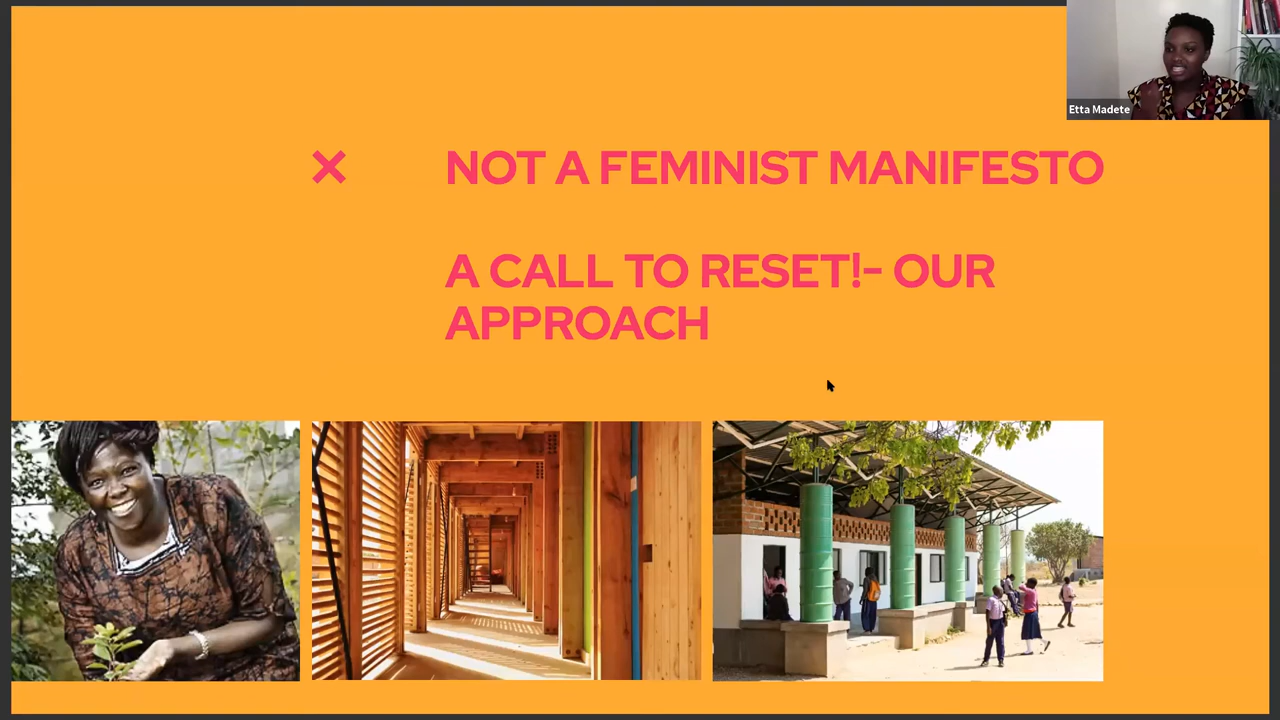 Etta Madete
× NOT A FEMINIST MANIFESTO
A CALL TO RESET!- OUR
APPROACH